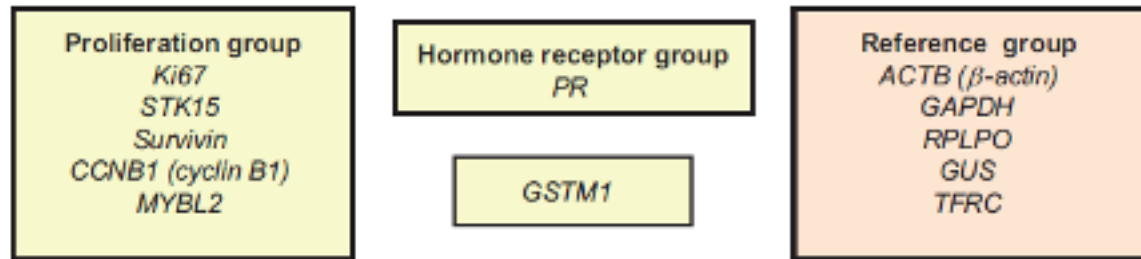 Proliferation group
Ki67
STK15
Survivin
CCNB1 (cyclin B1)
MYBL2
Hormone receptor group
PR
GSTM1
Reference group
ACTB (β-actin)
GAPDH
RPLPO
GUS
TFRC